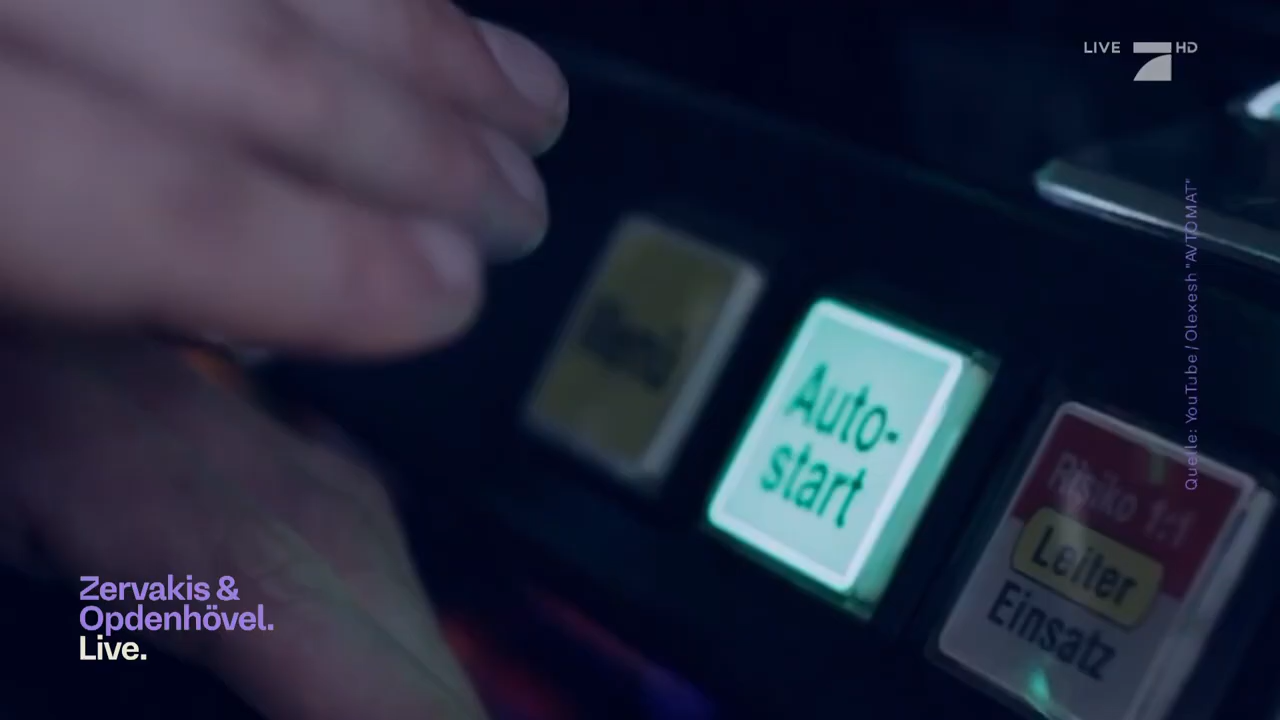 LIVE HD
Quelle: YouTube / Olexesh "AVTOMAT"
Auto-
start
Risiko 1:1
Leiter
Einsatz
Zervakis &
Opdenhövel.
Live.